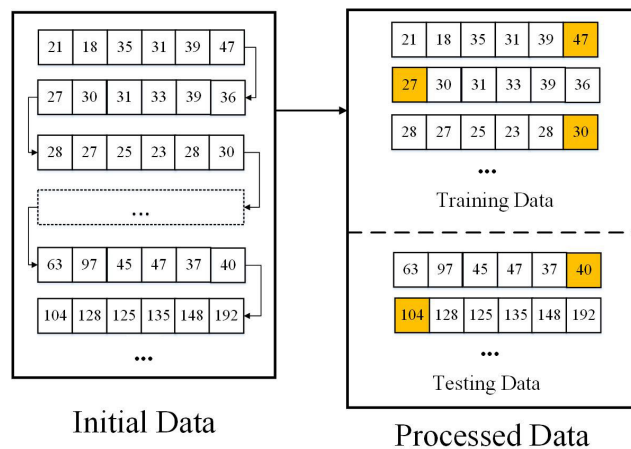 21 18 35 31 39 47
27 30 31 33 39 36
28 27 25 23 28 30
...
63 97 45 47 37 40
104 128 125 135 148 192
...
Initial Data
21 18 35 31 39 47
27 30 31 33 39 36
28 27 25 23 28 30
...
Training Data
63 97 45 47 37 40
104 128 125 135 148 192
...
Testing Data
Processed Data